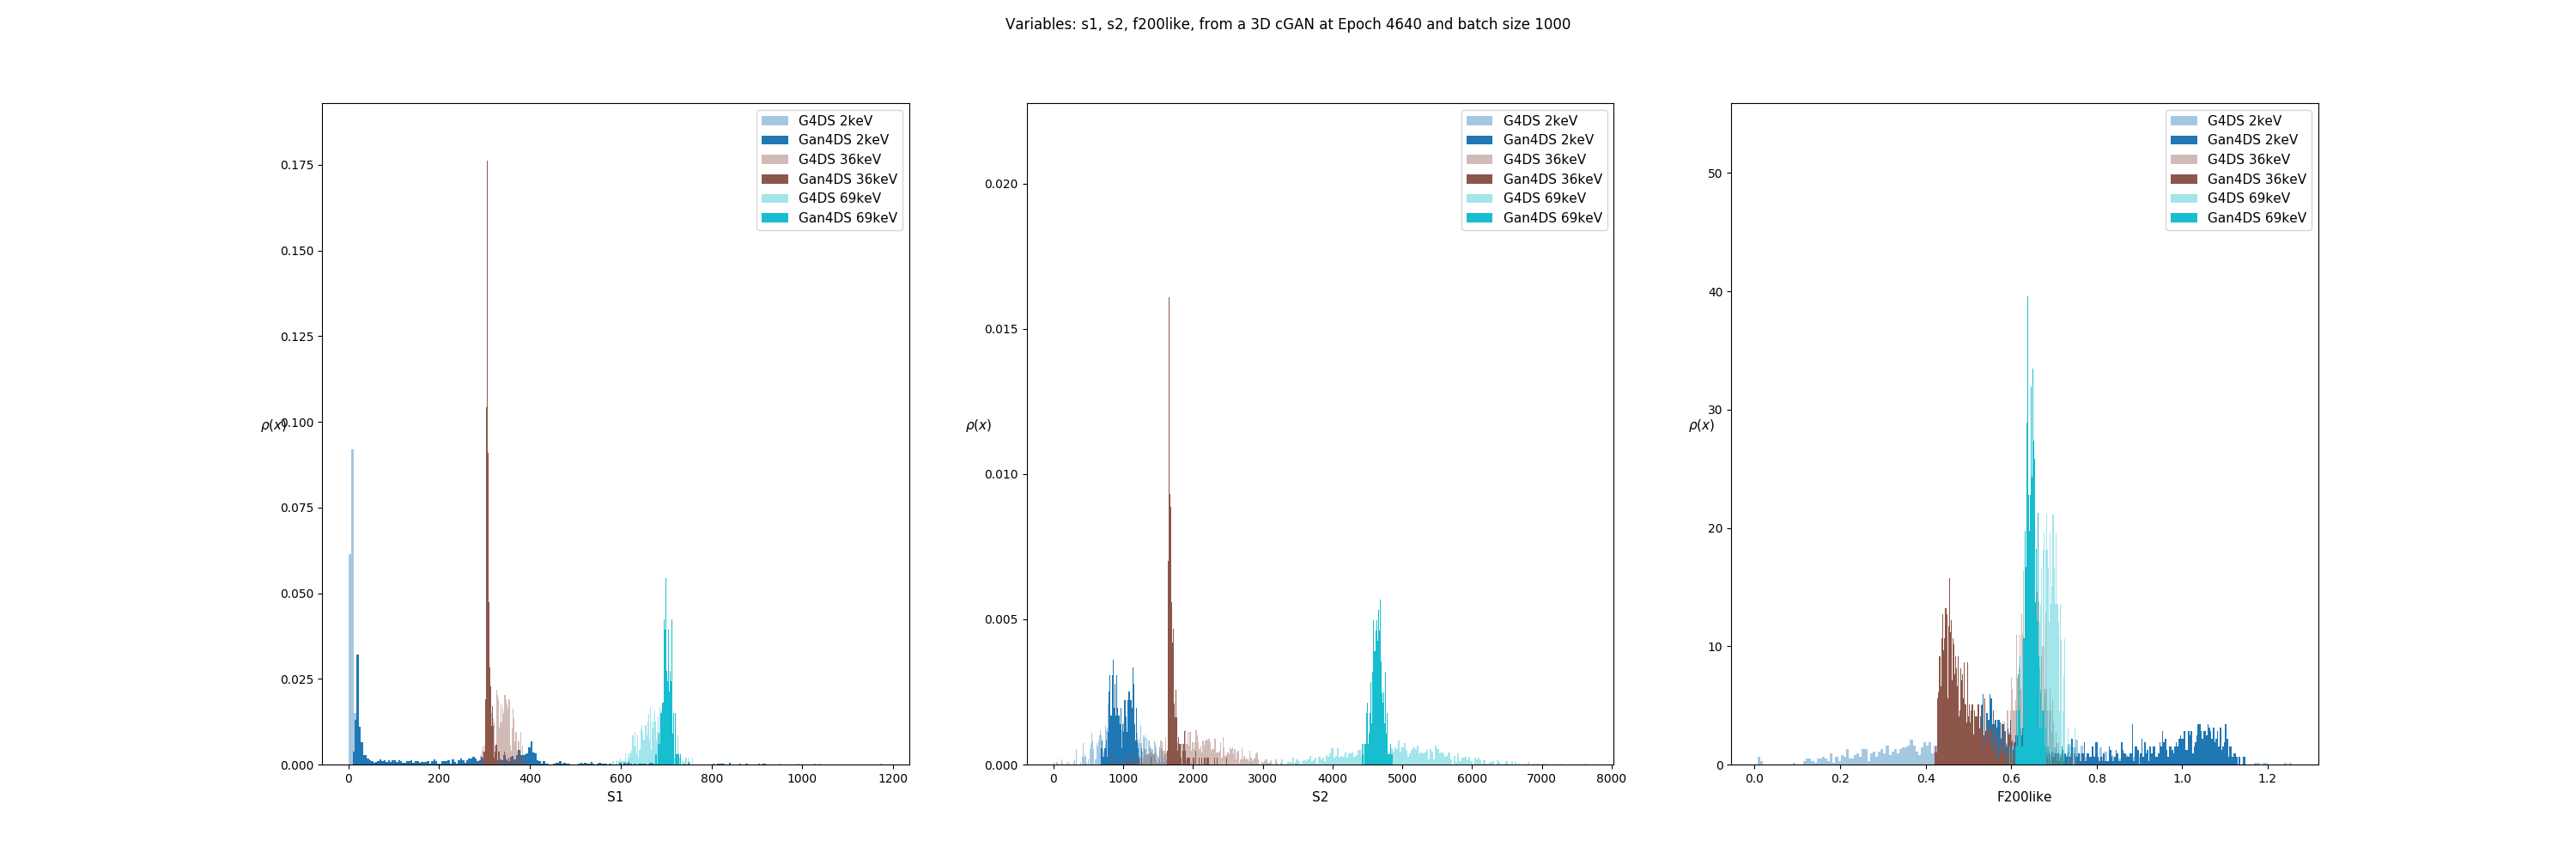 Variables: s1, s2, f200like, from a 3D cGAN at Epoch 4640 and batch size 1000
G4DS 2keV
Gan4DS 2keV
G4DS 36keV
Gan4DS 36keV
G4DS 69keV
Gan4DS 69keV
0.175
0.150
0.125
0.100
0.075
0.050
0.025
0.000
ρ(x)
0 200 400 600 800 1000 1200
S1
G4DS 2keV
Gan4DS 2keV
G4DS 36keV
Gan4DS 36keV
G4DS 69keV
Gan4DS 69keV
0.020
0.015
0.010
0.005
0.000
ρ(x)
0 1000 2000 3000 4000 5000 6000 7000 8000
S2
G4DS 2keV
Gan4DS 2keV
G4DS 36keV
Gan4DS 36keV
G4DS 69keV
Gan4DS 69keV
50
40
30
20
10
0
ρ(x)
0.0 0.2 0.4 0.6 0.8 1.0 1.2
F200like